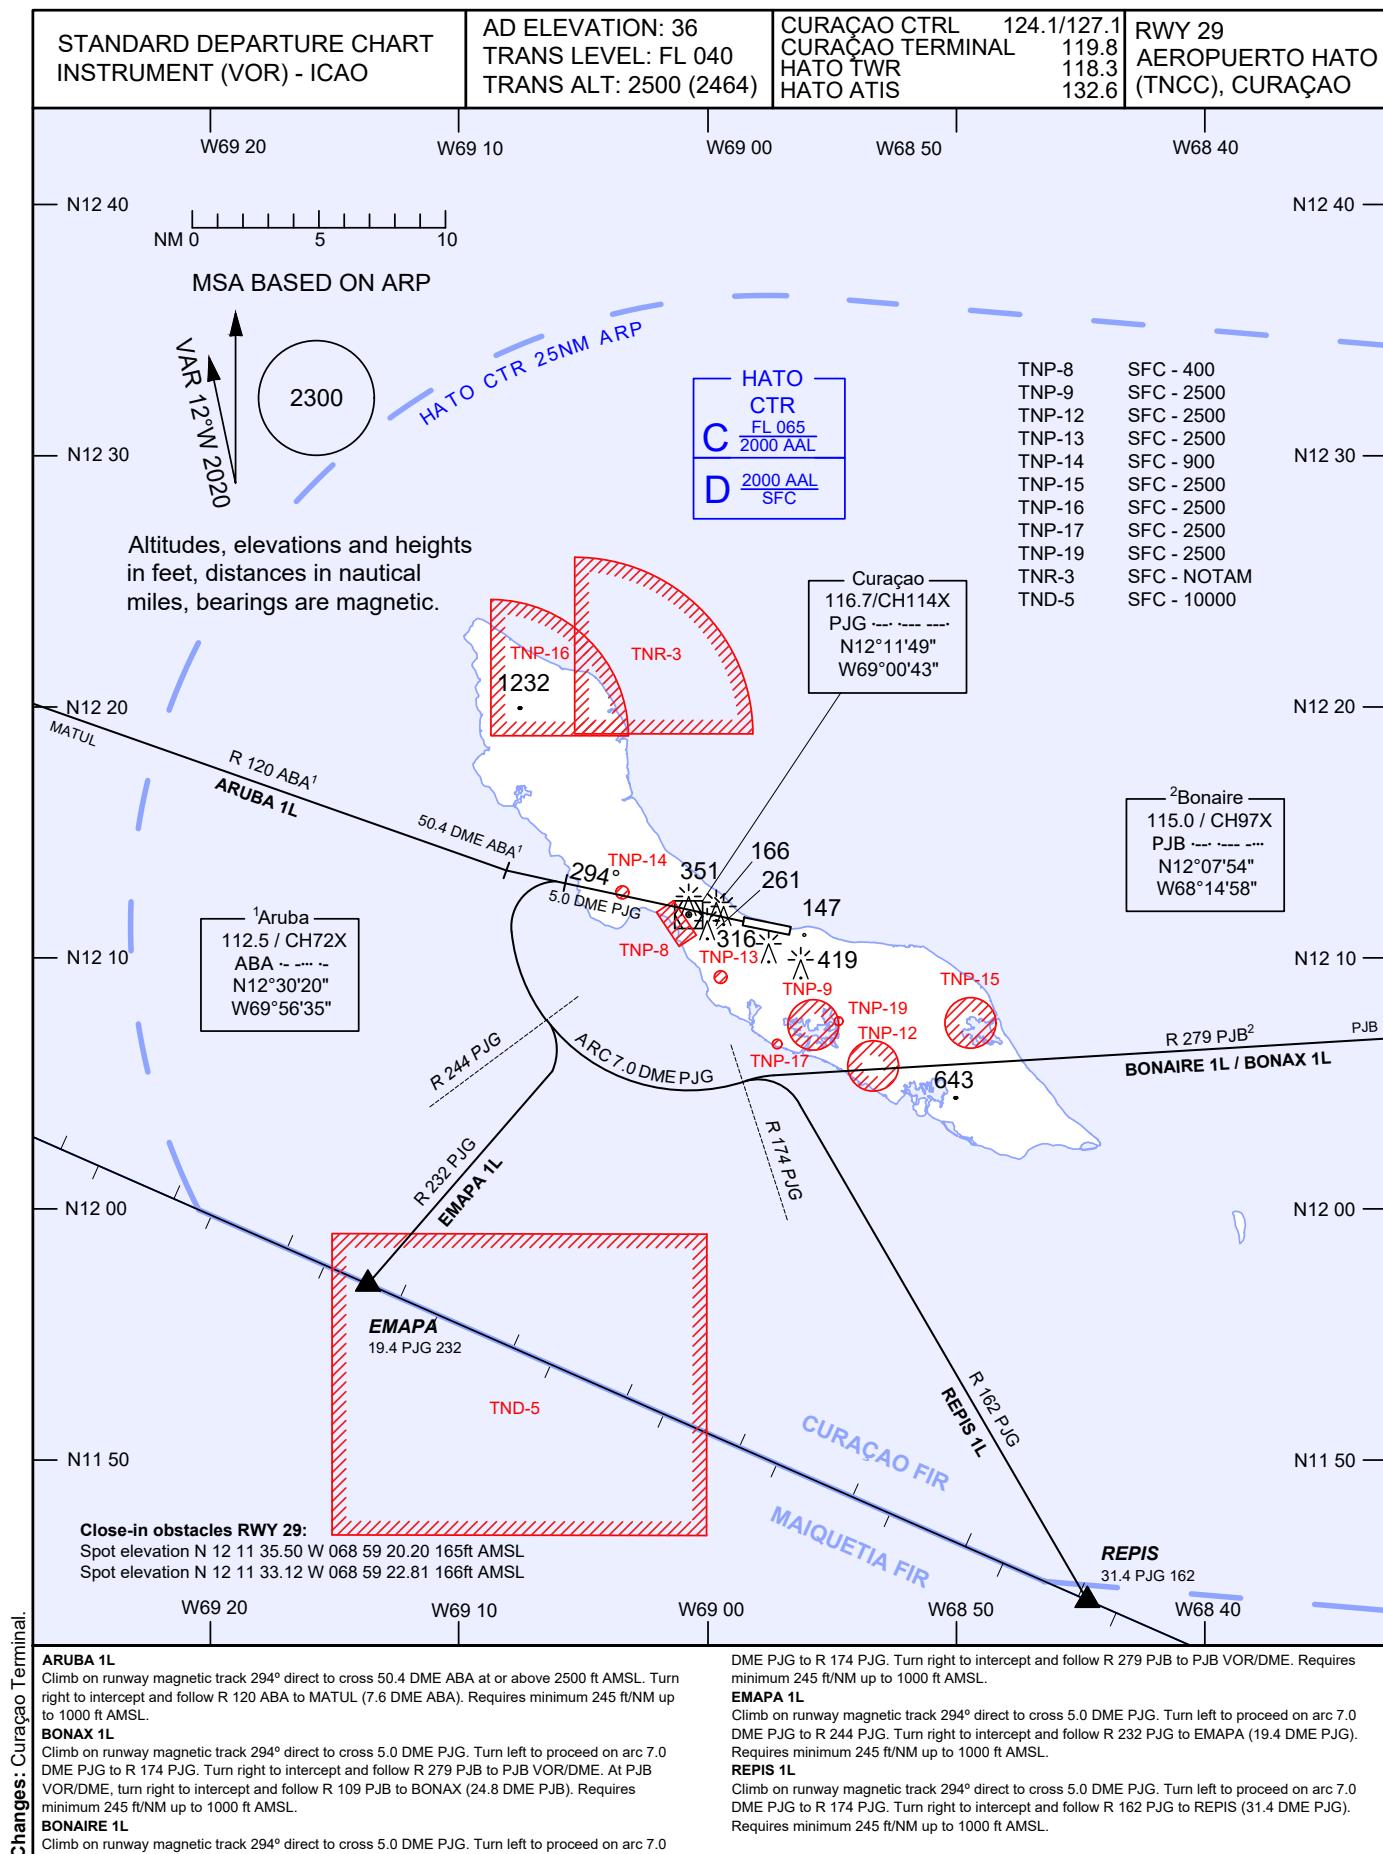 STANDARD DEPARTURE CHART
INSTRUMENT (VOR) - ICAO
AD ELEVATION: 36
TRANS LEVEL: FL 040
TRANS ALT: 2500 (2464)
CURAÇAO CTRL 124.1/127.1
CURAÇAO TERMINAL 119.8
HATO TWR 118.3
HATO ATIS 132.6
RWY 29
AEROPUERTO HATO
(TNCC), CURAÇAO
W69 20
W69 10
W69 00
W68 50
W68 40
N12 40
N12 40
NM 0 5 10
MSA BASED ON ARP
VAR 12°W 2020
2300
HATO CTR 25NM ARP
HATO
CTR
C FL 065
2000 AAL
D 2000 AAL
SFC
TNP-8 SFC - 400
TNP-9 SFC - 2500
TNP-12 SFC - 2500
TNP-13 SFC - 2500
TNP-14 SFC - 900
TNP-15 SFC - 2500
TNP-16 SFC - 2500
TNP-17 SFC - 2500
TNP-19 SFC - 2500
TNR-3 SFC - NOTAM
TND-5 SFC - 10000
N12 30
N12 30
Altitudes, elevations and heights
in feet, distances in nautical
miles, bearings are magnetic.
Curaçao
116.7/CH114X
PJG ·--· ·--- --·
N12°11'49"
W69°00'43"
TNP-16
TNR-3
1232
N12 20
N12 20
MATUL
R 120 ABA¹
ARUBA 1L
50.4 DME ABA¹
294°
5.0 DME PJG
TNP-14
351
166
261
147
316
419
TNP-8
TNP-13
TNP-9
TNP-19
TNP-12
TNP-15
TNP-17
643
²Bonaire
115.0 / CH97X
PJB ·--· ·--- -···
N12°07'54"
W68°14'58"
¹Aruba
112.5 / CH72X
ABA ·- -··· ·-
N12°30'20"
W69°56'35"
N12 10
N12 10
R 244 PJG
ARC 7.0 DME PJG
R 174 PJG
R 279 PJB²
PJB
BONAIRE 1L / BONAX 1L
R 232 PJG
EMAPA 1L
N12 00
N12 00
EMAPA
19.4 PJG 232
TND-5
R 162 PJG
REPIS 1L
CURAÇAO FIR
MAIQUETIA FIR
N11 50
N11 50
REPIS
31.4 PJG 162
Close-in obstacles RWY 29:
Spot elevation N 12 11 35.50 W 068 59 20.20 165ft AMSL
Spot elevation N 12 11 33.12 W 068 59 22.81 166ft AMSL
W69 20
W69 10
W69 00
W68 50
W68 40
Changes: Curaçao Terminal.
ARUBA 1L
Climb on runway magnetic track 294º direct to cross 50.4 DME ABA at or above 2500 ft AMSL. Turn
right to intercept and follow R 120 ABA to MATUL (7.6 DME ABA). Requires minimum 245 ft/NM up
to 1000 ft AMSL.
BONAX 1L
Climb on runway magnetic track 294º direct to cross 5.0 DME PJG. Turn left to proceed on arc 7.0
DME PJG to R 174 PJG. Turn right to intercept and follow R 279 PJB to PJB VOR/DME. At PJB
VOR/DME, turn right to intercept and follow R 109 PJB to BONAX (24.8 DME PJB). Requires
minimum 245 ft/NM up to 1000 ft AMSL.
BONAIRE 1L
Climb on runway magnetic track 294º direct to cross 5.0 DME PJG. Turn left to proceed on arc 7.0
DME PJG to R 174 PJG. Turn right to intercept and follow R 279 PJB to PJB VOR/DME. Requires
minimum 245 ft/NM up to 1000 ft AMSL.
EMAPA 1L
Climb on runway magnetic track 294º direct to cross 5.0 DME PJG. Turn left to proceed on arc 7.0
DME PJG to R 244 PJG. Turn right to intercept and follow R 232 PJG to EMAPA (19.4 DME PJG).
Requires minimum 245 ft/NM up to 1000 ft AMSL.
REPIS 1L
Climb on runway magnetic track 294º direct to cross 5.0 DME PJG. Turn left to proceed on arc 7.0
DME PJG to R 174 PJG. Turn right to intercept and follow R 162 PJG to REPIS (31.4 DME PJG).
Requires minimum 245 ft/NM up to 1000 ft AMSL.